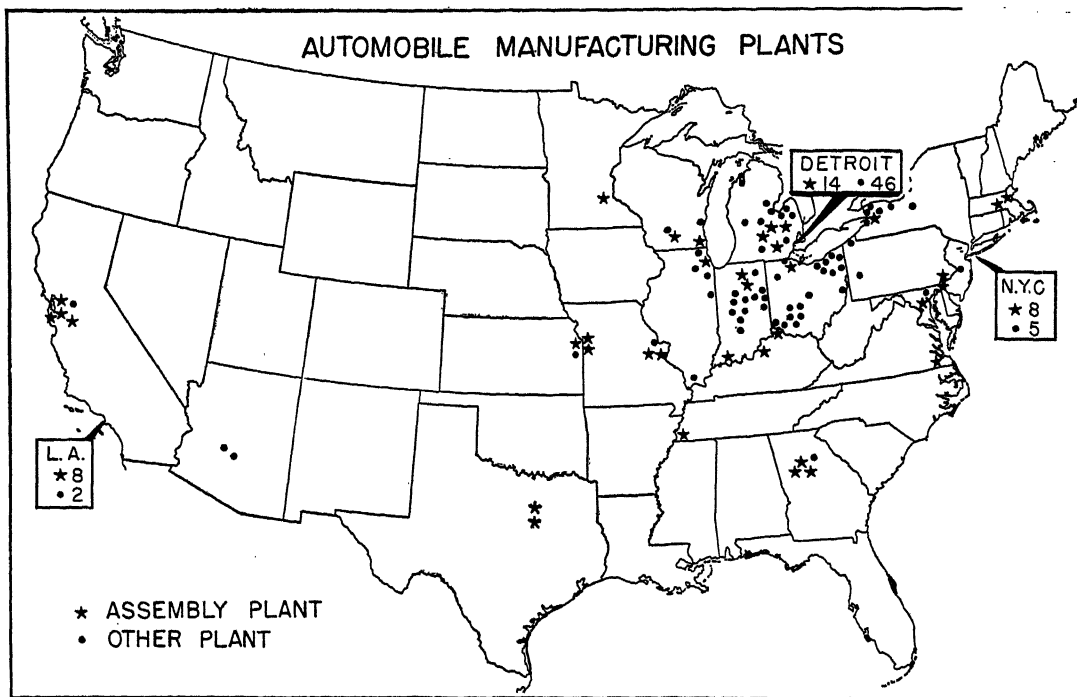 AUTOMOBILE MANUFACTURING PLANTS
DETROIT
★ 14 • 46
N.Y.C
★ 8
• 5
L. A.
★ 8
• 2
★ ASSEMBLY PLANT
• OTHER PLANT